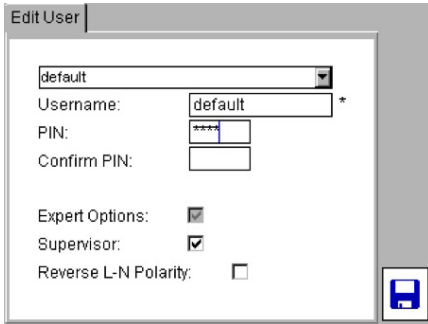 Edit User
default
Username: default *
PIN: ****
Confirm PIN:
Expert Options:
Supervisor:
Reverse L-N Polarity: